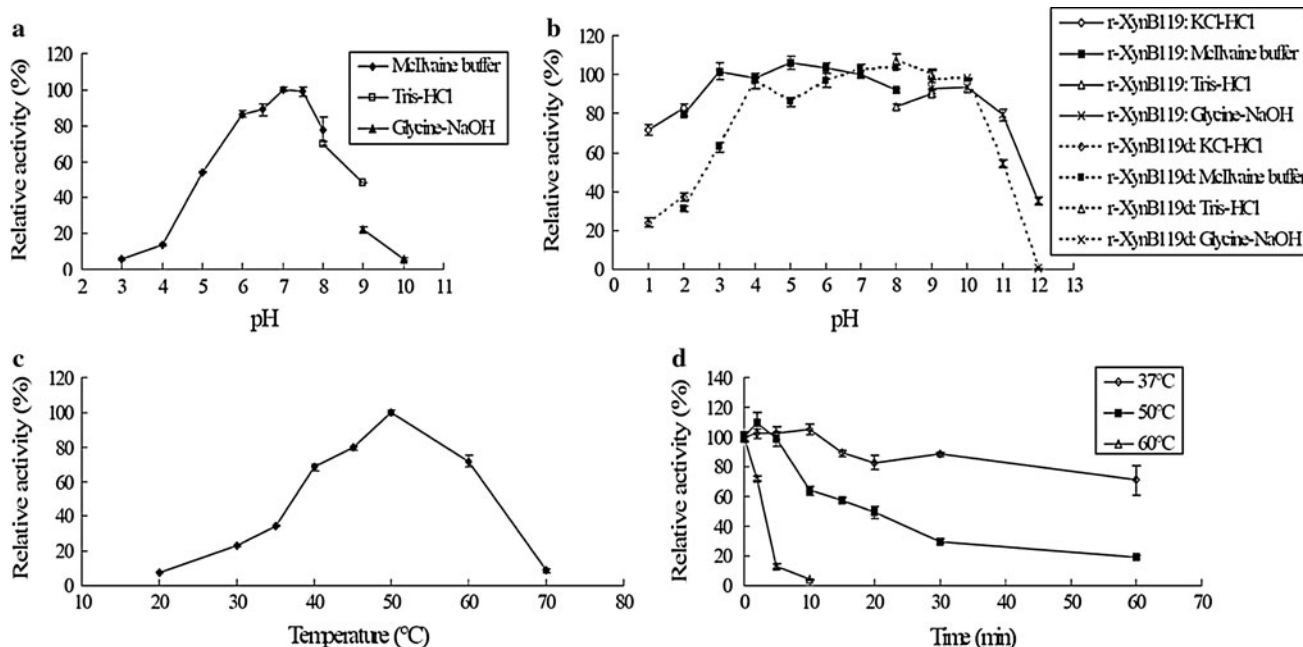 a
Relative activity (%)
120
100
80
60
40
20
0
2 3 4 5 6 7 8 9 10 11
pH
McIlvaine buffer
Tris-HCl
Glycine-NaOH
b
Relative activity (%)
120
100
80
60
40
20
0
0 1 2 3 4 5 6 7 8 9 10 11 12 13
pH
r-XynB119: KCl-HCl
r-XynB119: McIlvaine buffer
r-XynB119: Tris-HCl
r-XynB119: Glycine-NaOH
r-XynB119d: KCl-HCl
r-XynB119d: McIlvaine buffer
r-XynB119d: Tris-HCl
r-XynB119d: Glycine-NaOH
c
Relative activity (%)
120
100
80
60
40
20
0
10 20 30 40 50 60 70 80
Temperature (°C)
d
Relative activity (%)
140
120
100
80
60
40
20
0
0 10 20 30 40 50 60 70
Time (min)
37°C
50°C
60°C